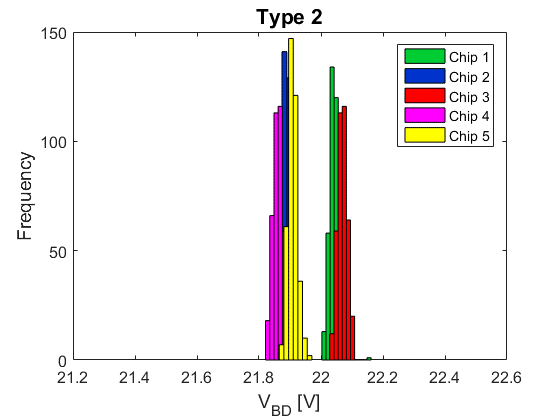 Type 2
150
100
50
0
Frequency
Chip 1
Chip 2
Chip 3
Chip 4
Chip 5
21.2 21.4 21.6 21.8 22 22.2 22.4 22.6
V_BD [V]